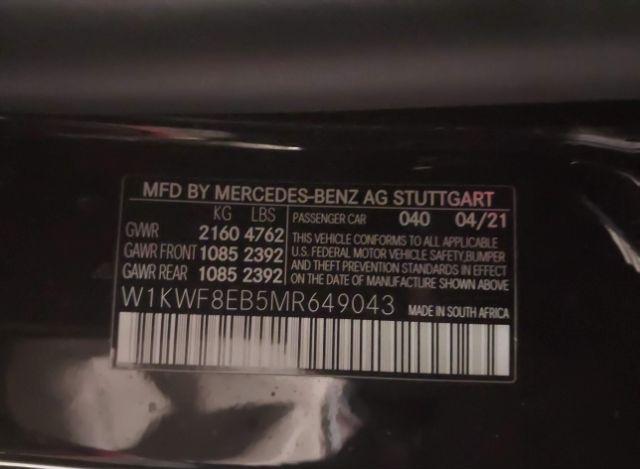 MFD BY MERCEDES-BENZ AG STUTTGART
KG LBS
GVWR 2160 4762
GAWR FRONT 1085 2392
GAWR REAR 1085 2392
PASSENGER CAR 040 04/21
THIS VEHICLE CONFORMS TO ALL APPLICABLE
U.S. FEDERAL MOTOR VEHICLE SAFETY,BUMPER
AND THEFT PREVENTION STANDARDS IN EFFECT
ON THE DATE OF MANUFACTURE SHOWN ABOVE
W1KWF8EB5MR649043 MADE IN SOUTH AFRICA